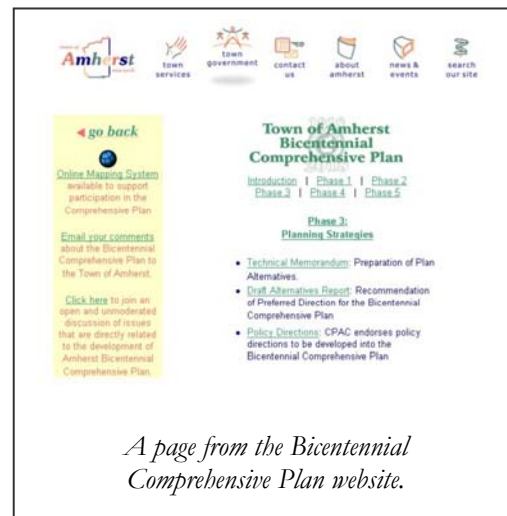 town of
Amherst
new york
town
services
town
government
contact
us
about
amherst
news &
events
search
our site
go back
Online Mapping System
available to support
participation in the
Comprehensive Plan
Email your comments
about the Bicentennial
Comprehensive Plan to
the Town of Amherst.
Click here to join an
open and unmoderated
discussion of issues
that are directly related
to the development of
Amherst Bicentennial
Comprehensive Plan.
Town of Amherst
Bicentennial
Comprehensive Plan
Introduction | Phase 1 | Phase 2
Phase 3 | Phase 4 | Phase 5
Phase 3:
Planning Strategies
• Technical Memorandum: Preparation of Plan
Alternatives.
• Draft Alternatives Report: Recommendation
of Preferred Direction for the Bicentennial
Comprehensive Plan
• Policy Directions: CPAC endorses policy
directions to be developed into the
Bicentennial Comprehensive Plan
A page from the Bicentennial
Comprehensive Plan website.